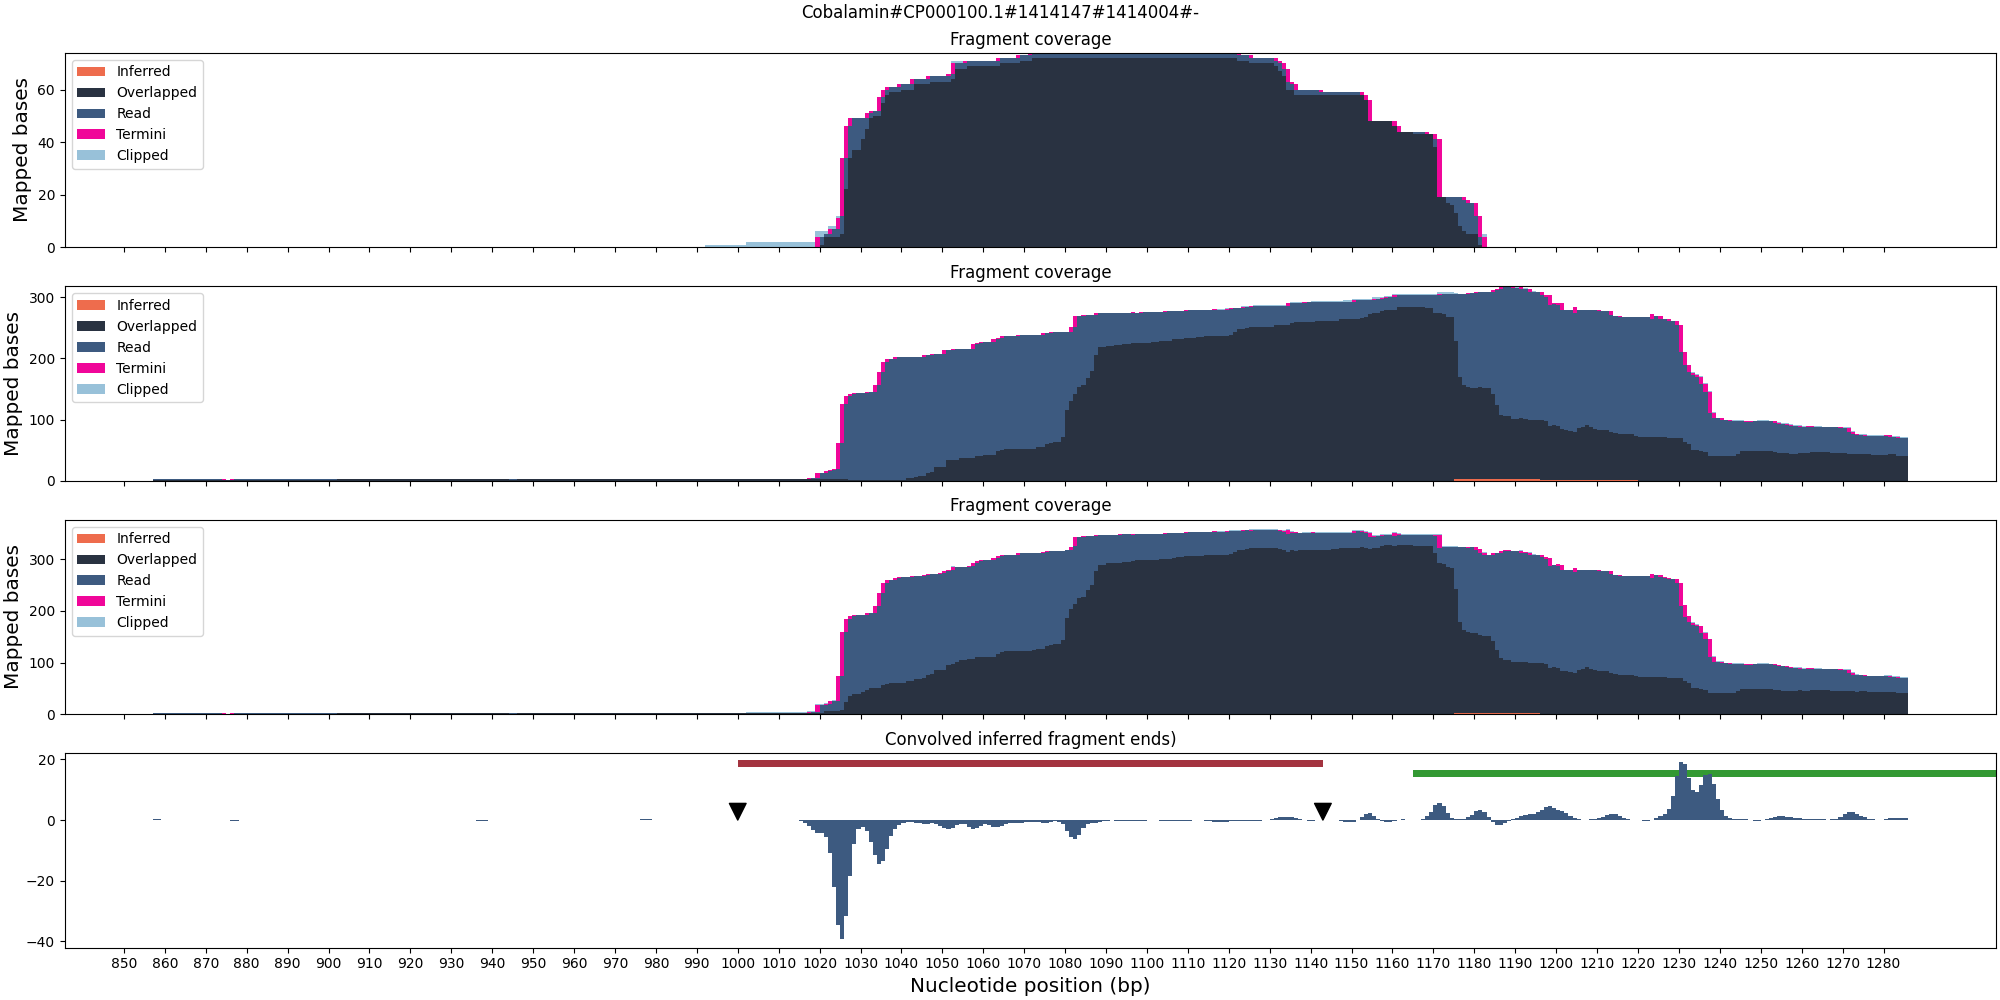 Cobalamin#CP000100.1#1414147#1414004#-
Fragment coverage
Mapped bases
60
40
20
0
Inferred
Overlapped
Read
Termini
Clipped
Fragment coverage
Mapped bases
300
200
100
0
Inferred
Overlapped
Read
Termini
Clipped
Fragment coverage
Mapped bases
300
200
100
0
Inferred
Overlapped
Read
Termini
Clipped
Convolved inferred fragment ends)
20
0
−20
−40
850 860 870 880 890 900 910 920 930 940 950 960 970 980 990 1000 1010 1020 1030 1040 1050 1060 1070 1080 1090 1100 1110 1120 1130 1140 1150 1160 1170 1180 1190 1200 1210 1220 1230 1240 1250 1260 1270 1280
Nucleotide position (bp)